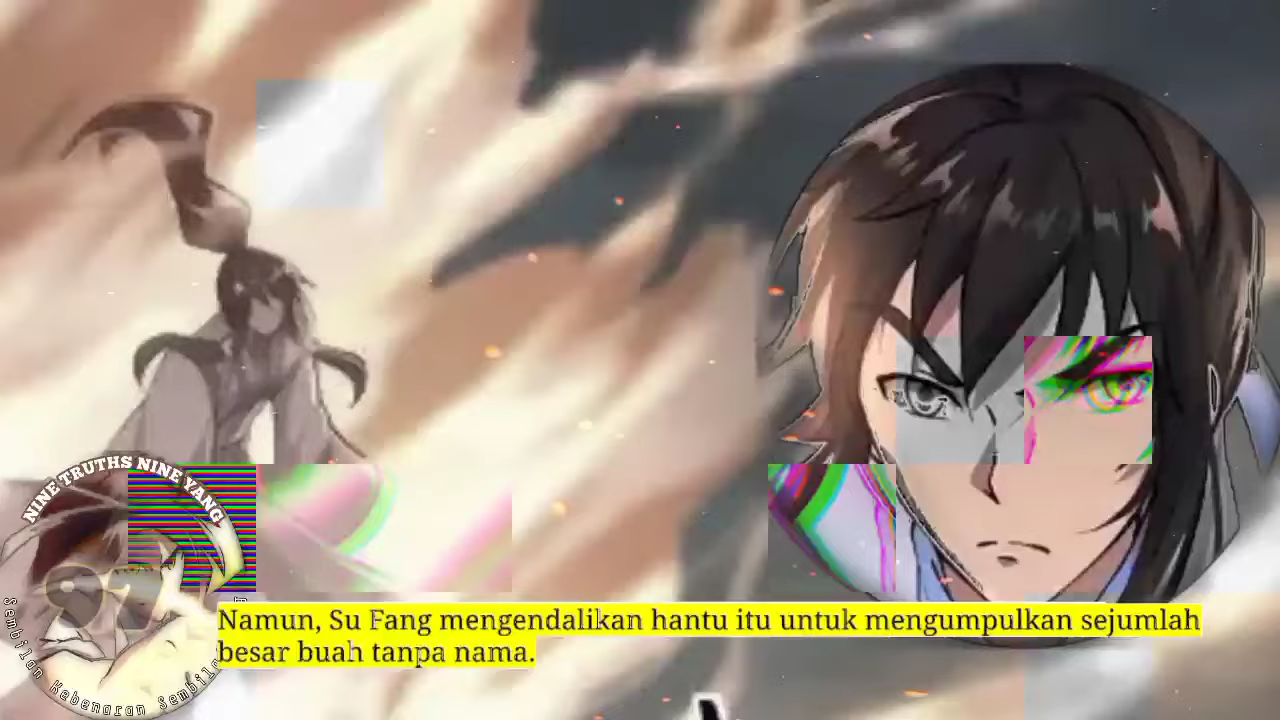 NINE TRUTHS NINE YANG
Namun, Su Fang mengendalikan hantu itu untuk mengumpulkan sejumlah
besar buah tanpa nama.
Sembilan Kebenaran